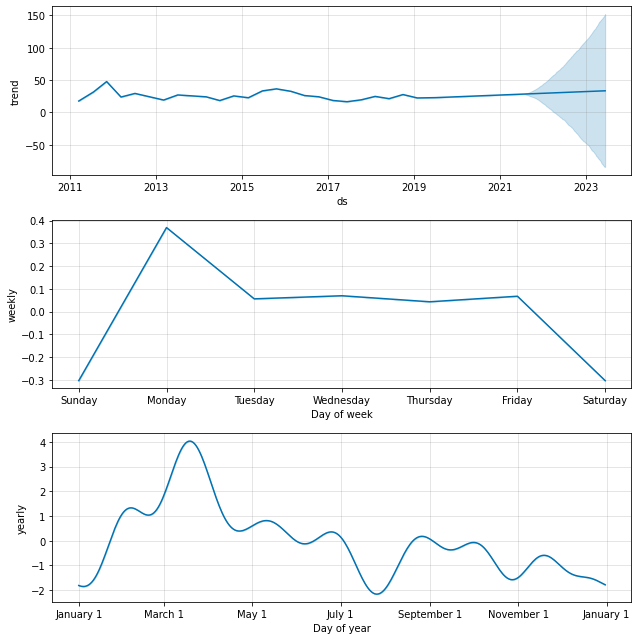 150
100
50
0
−50
trend
2011 2013 2015 2017 2019 2021 2023
ds
0.4
0.3
0.2
0.1
0.0
−0.1
−0.2
−0.3
weekly
Sunday Monday Tuesday Wednesday Thursday Friday Saturday
Day of week
4
3
2
1
0
−1
−2
yearly
January 1 March 1 May 1 July 1 September 1 November 1 January 1
Day of year